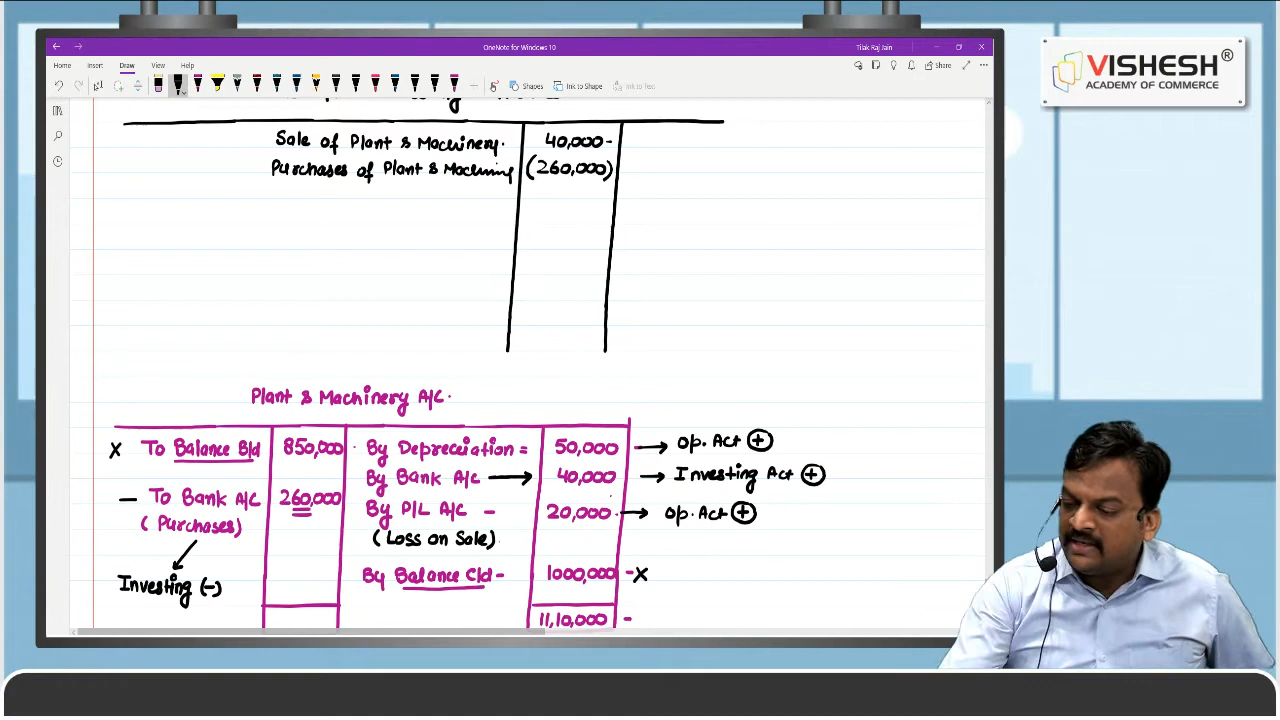 OneNote for Windows 10
Tilak Raj Jain
Home Insert Draw View Help
Share
Shapes
Ink to Shape
Ink to Text
VISHESH®
ACADEMY OF COMMERCE
Sale of Plant & Machinery. 40,000-
Purchases of Plant & Machinery (260,000)
Plant & Machinery A/C.
X To Balance B/d 850,000 By Depreciation = 50,000 → Op. Act +
By Bank A/C → 40,000 → Investing Act +
— To Bank A/C 260,000 By P/L A/C - 20,000 → Op. Act +
(Purchases) (Loss on Sale)
Investing (-) By Balance C/d - 1000,000 - X
11,10,000 -